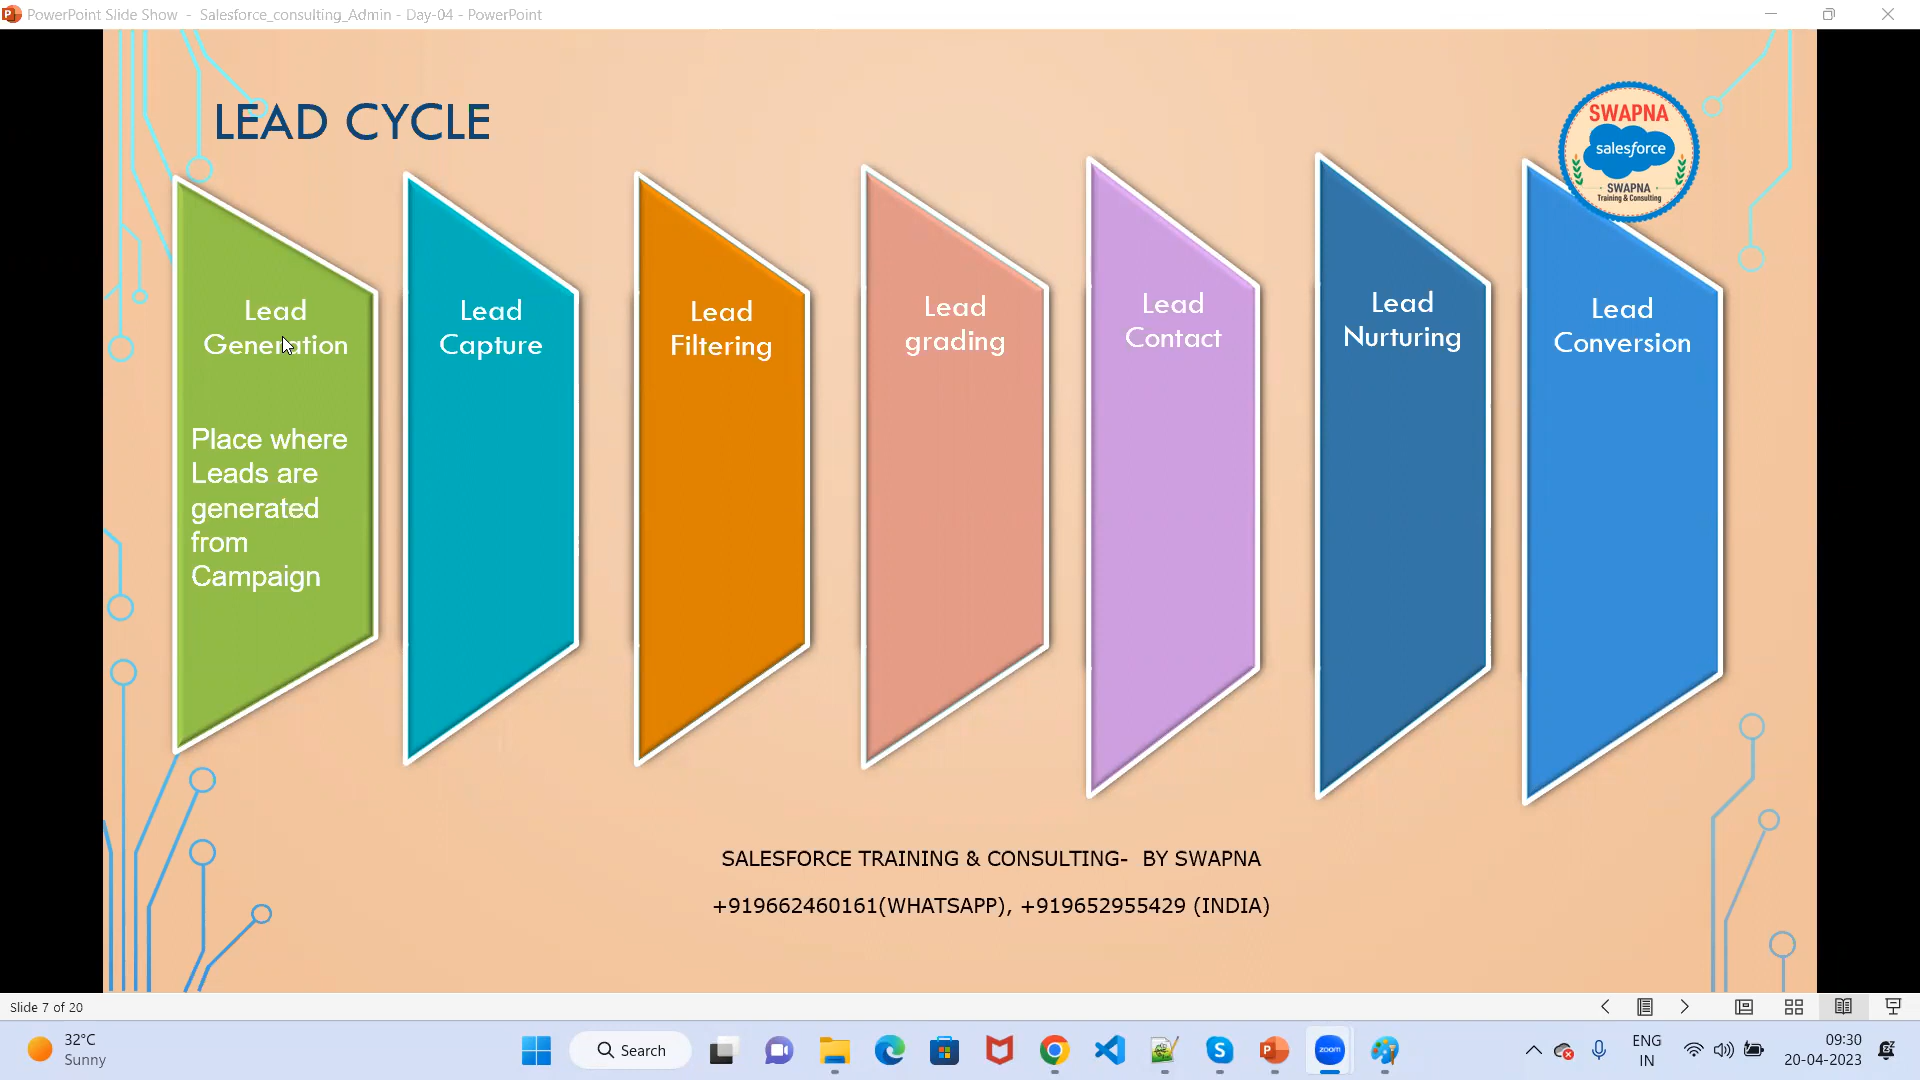 PowerPoint Slide Show - Salesforce_consulting_Admin - Day-04 - PowerPoint
LEAD CYCLE
SWAPNA
salesforce
SWAPNA
Training & Consulting
Lead
Generation
Place where
Leads are
generated
from
Campaign
Lead
Capture
Lead
Filtering
Lead
grading
Lead
Contact
Lead
Nurturing
Lead
Conversion
SALESFORCE TRAINING & CONSULTING- BY SWAPNA
+919662460161(WHATSAPP), +919652955429 (INDIA)
Slide 7 of 20
32°C
Sunny
Search
zoom
ENG
IN
09:30
20-04-2023